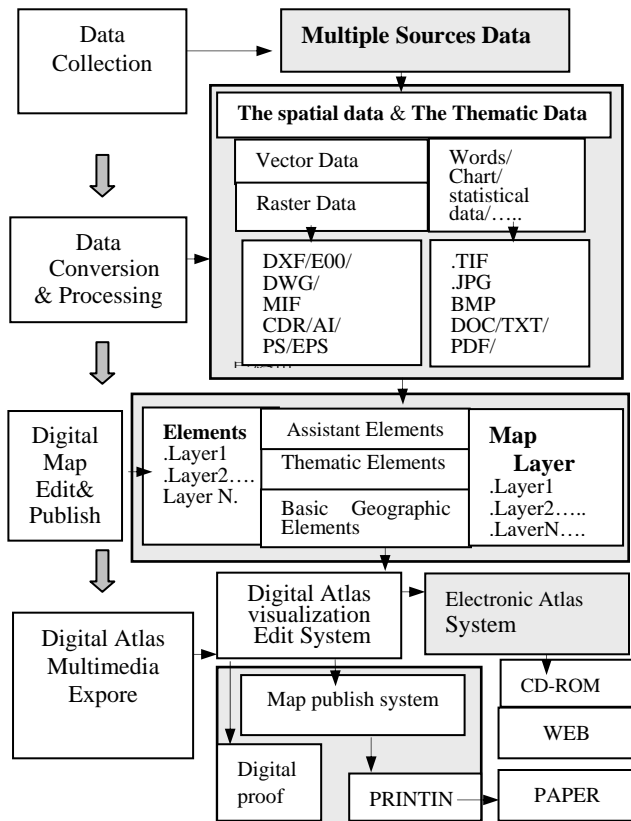 Data
Collection
Multiple Sources Data
The spatial data & The Thematic Data
Vector Data
Raster Data
Words/
Chart/
statistical
data/…..
Data
Conversion
& Processing
DXF/E00/
DWG/
MIF
CDR/AI/
PS/EPS
.TIF
.JPG
BMP
DOC/TXT/
PDF/
Digital
Map
Edit&
Publish
Elements
.Layer1
.Layer2….
Layer N.
Assistant Elements
Thematic Elements
Basic Geographic
Elements
Map
Layer
.Layer1
.Layer2…..
.LayerN….
Digital Atlas
Multimedia
Expore
Digital Atlas
visualization
Edit System
Electronic Atlas
System
Map publish system
Digital
proof
PRINTIN
CD-ROM
WEB
PAPER